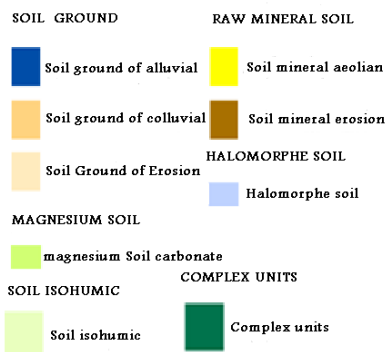 SOIL GROUND
Soil ground of alluvial
Soil ground of colluvial
Soil Ground of Erosion
MAGNESIUM SOIL
magnesium Soil carbonate
SOIL ISOHUMIC
Soil isohumic
RAW MINERAL SOIL
Soil mineral aeolian
Soil mineral erosion
HALOMORPHE SOIL
Halomorphe soil
COMPLEX UNITS
Complex units